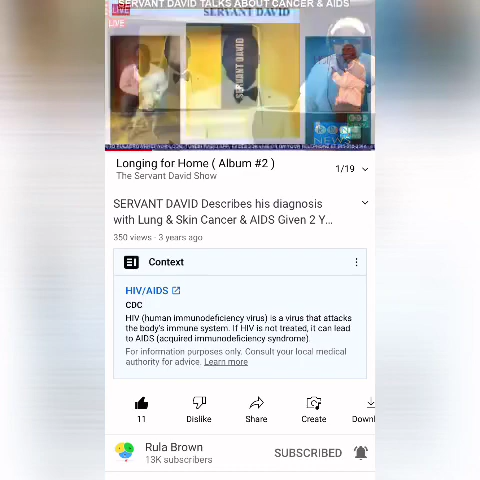 SERVANT DAVID TALKS ABOUT CANCER & AIDS
LIVE
SERVANT DAVID
LIVE
SERVANT DAVID
NEWS
Longing for Home ( Album #2 )
1/19
The Servant David Show
SERVANT DAVID Describes his diagnosis
with Lung & Skin Cancer & AIDS Given 2 Y...
350 views · 3 years ago
Context
HIV/AIDS
CDC
HIV (human immunodeficiency virus) is a virus that attacks
the body's immune system. If HIV is not treated, it can lead
to AIDS (acquired immunodeficiency syndrome).
For information purposes only. Consult your local medical
authority for advice. Learn more
11
Dislike
Share
Create
Downl
Rula Brown
SUBSCRIBED
13K subscribers